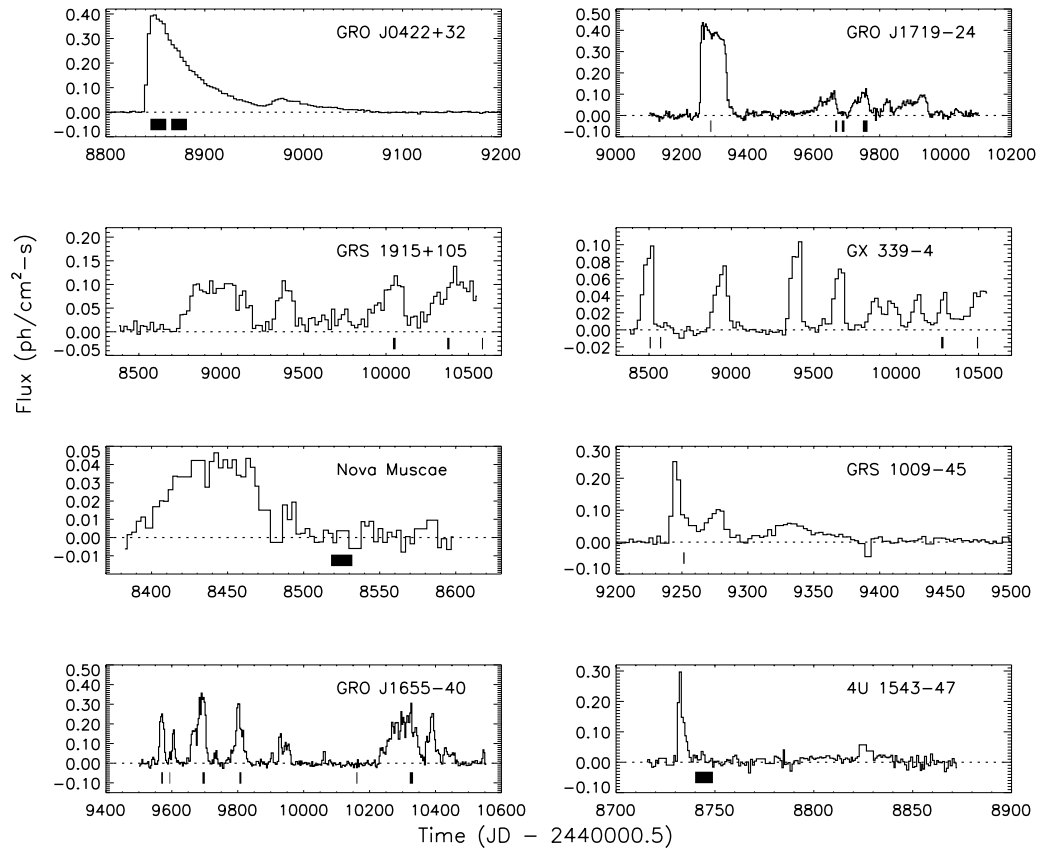 GRO J0422+32
0.40
0.30
0.20
0.10
0.00
−0.10
8800 8900 9000 9100 9200
GRO J1719−24
0.50
0.40
0.30
0.20
0.10
0.00
−0.10
9000 9200 9400 9600 9800 10000 10200
GRS 1915+105
0.20
0.15
0.10
0.05
0.00
−0.05
8500 9000 9500 10000 10500
GX 339−4
0.10
0.08
0.06
0.04
0.02
0.00
−0.02
8500 9000 9500 10000 10500
Flux (ph/cm²−s)
Nova Muscae
0.05
0.04
0.03
0.02
0.01
0.00
−0.01
8400 8450 8500 8550 8600
GRS 1009−45
0.30
0.20
0.10
0.00
−0.10
9200 9250 9300 9350 9400 9450 9500
GRO J1655−40
0.50
0.40
0.30
0.20
0.10
0.00
−0.10
9400 9600 9800 10000 10200 10400 10600
4U 1543−47
0.30
0.20
0.10
0.00
−0.10
8700 8750 8800 8850 8900
Time (JD − 2440000.5)